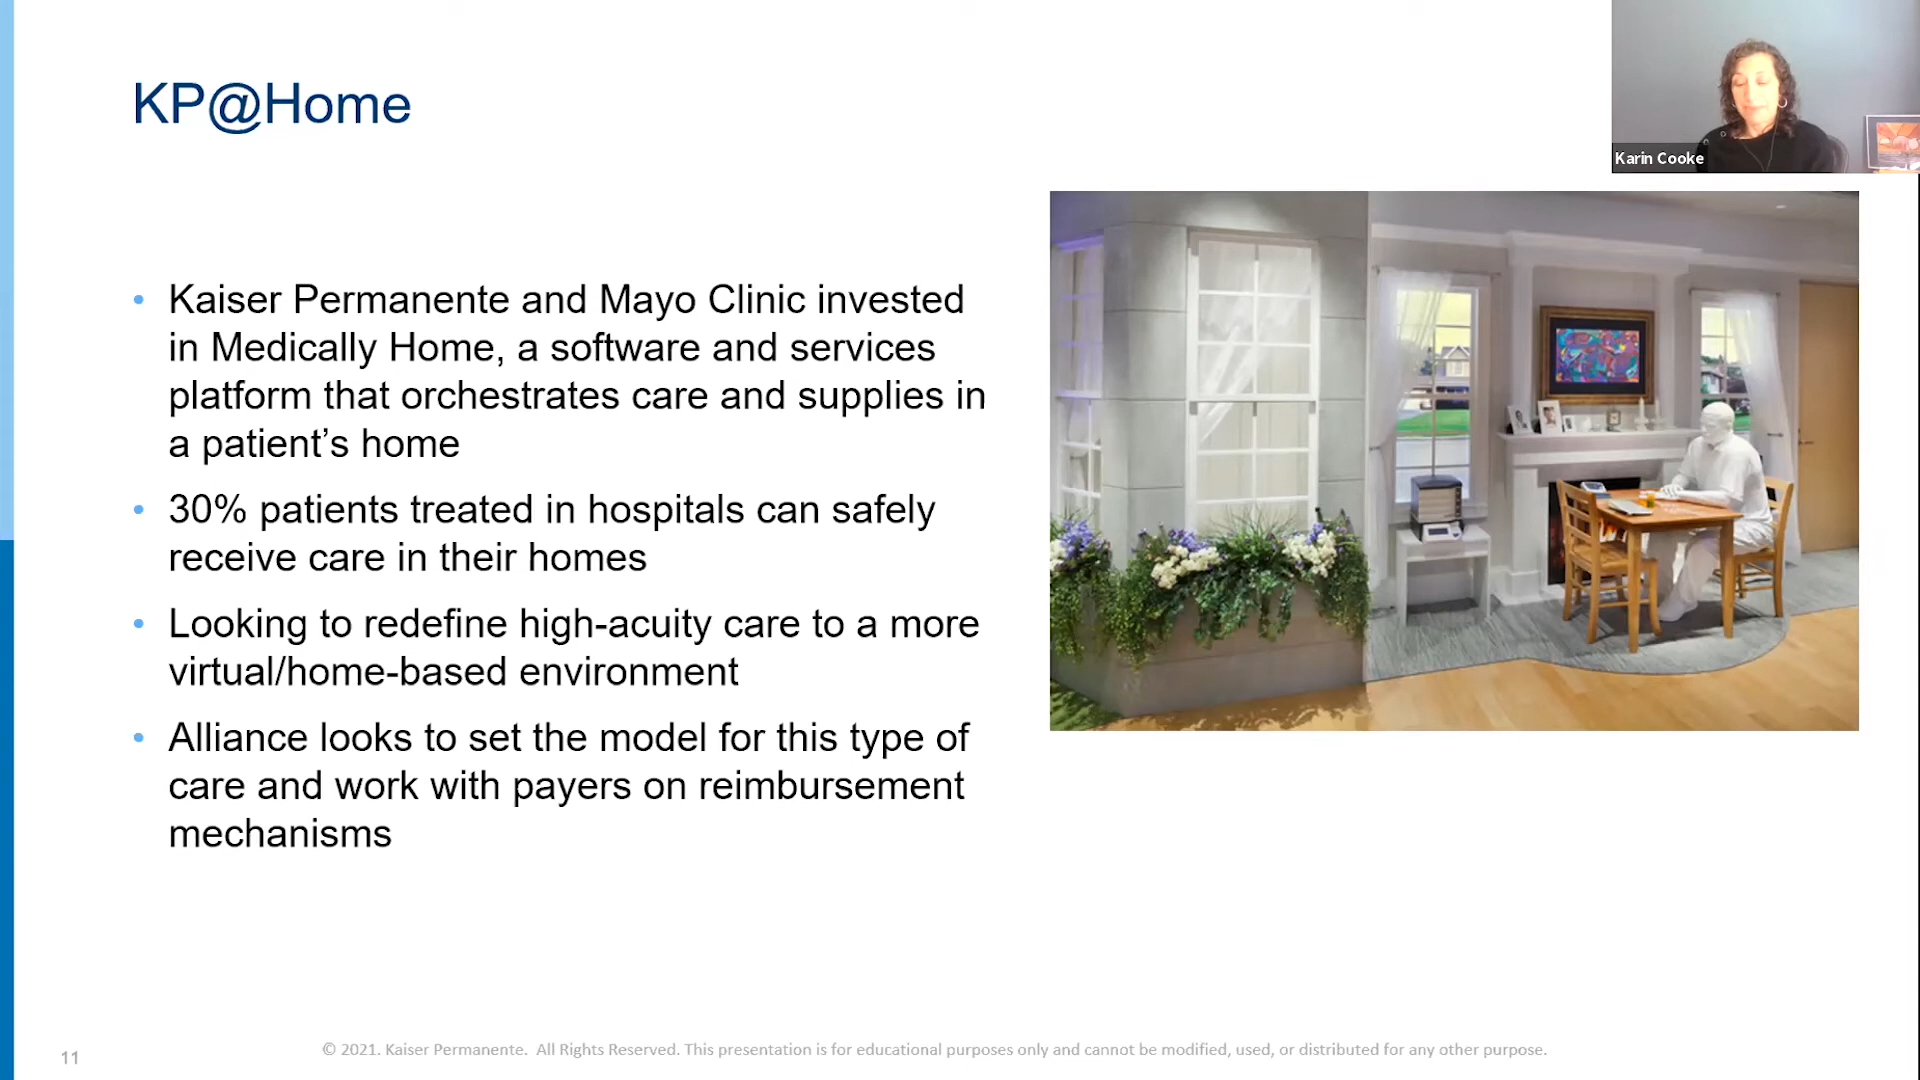 KP@Home
Karin Cooke
• Kaiser Permanente and Mayo Clinic invested
in Medically Home, a software and services
platform that orchestrates care and supplies in
a patient’s home
• 30% patients treated in hospitals can safely
receive care in their homes
• Looking to redefine high-acuity care to a more
virtual/home-based environment
• Alliance looks to set the model for this type of
care and work with payers on reimbursement
mechanisms
11
© 2021. Kaiser Permanente. All Rights Reserved. This presentation is for educational purposes only and cannot be modified, used, or distributed for any other purpose.